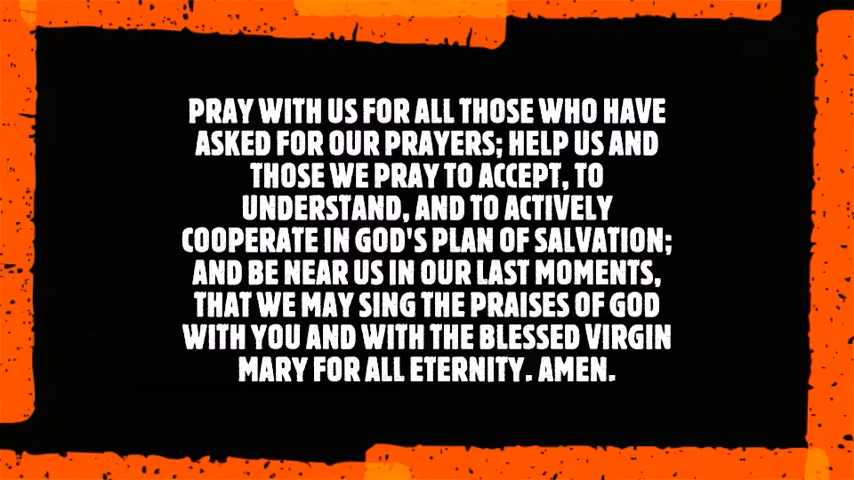 PRAY WITH US FOR ALL THOSE WHO HAVE
ASKED FOR OUR PRAYERS; HELP US AND
THOSE WE PRAY TO ACCEPT, TO
UNDERSTAND, AND TO ACTIVELY
COOPERATE IN GOD'S PLAN OF SALVATION;
AND BE NEAR US IN OUR LAST MOMENTS,
THAT WE MAY SING THE PRAISES OF GOD
WITH YOU AND WITH THE BLESSED VIRGIN
MARY FOR ALL ETERNITY. AMEN.